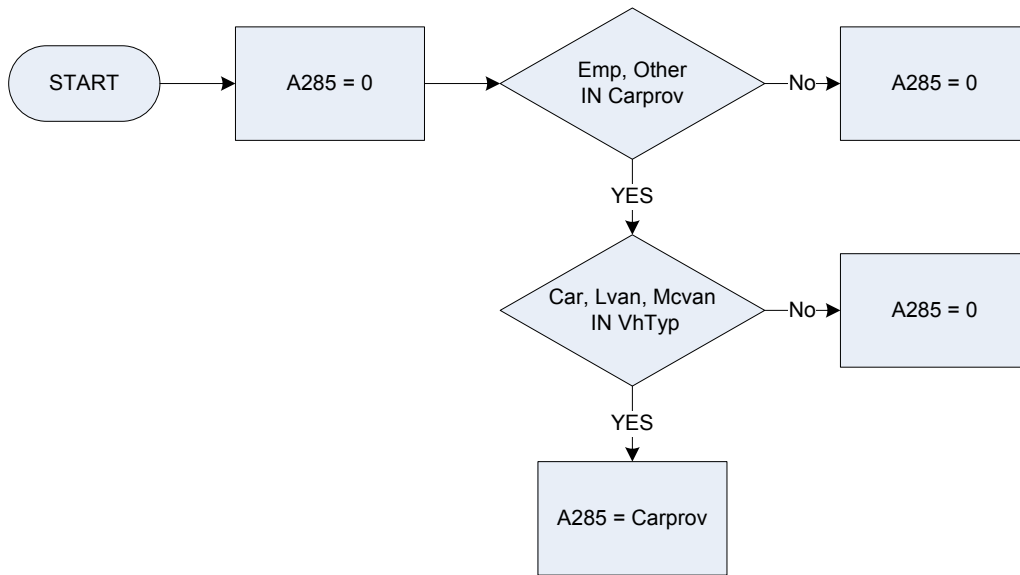 START
A285 = 0
Emp, Other
IN Carprov
No
A285 = 0
YES
Car, Lvan, Mcvan
IN VhTyp
No
A285 = 0
YES
A285 = Carprov